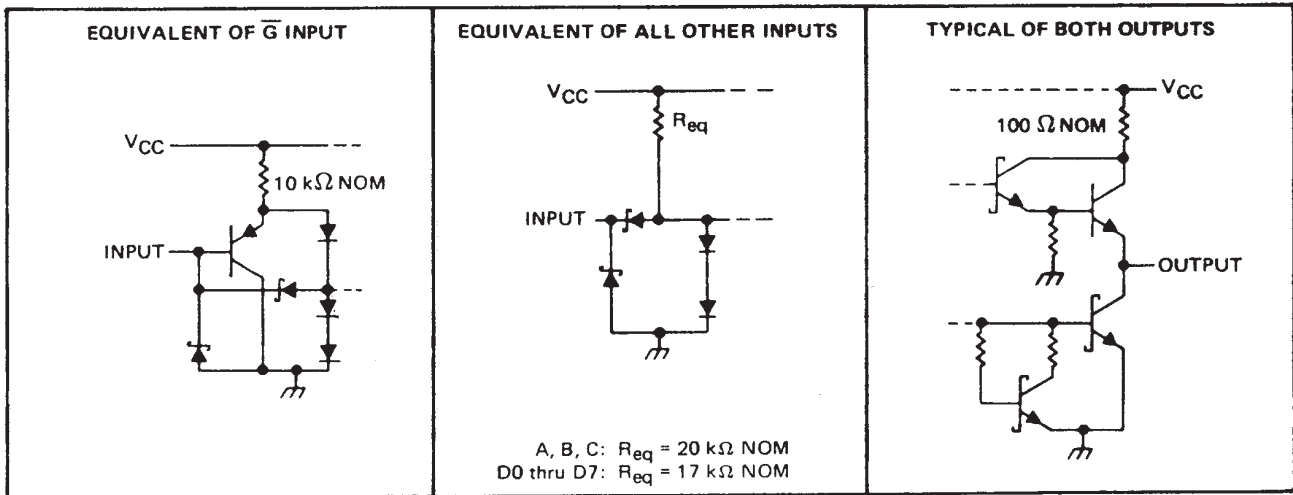 EQUIVALENT OF G̅ INPUT
VCC
10 kΩ NOM
INPUT
EQUIVALENT OF ALL OTHER INPUTS
VCC
Req
INPUT
A, B, C: Req = 20 kΩ NOM
D0 thru D7: Req = 17 kΩ NOM
TYPICAL OF BOTH OUTPUTS
VCC
100 Ω NOM
OUTPUT